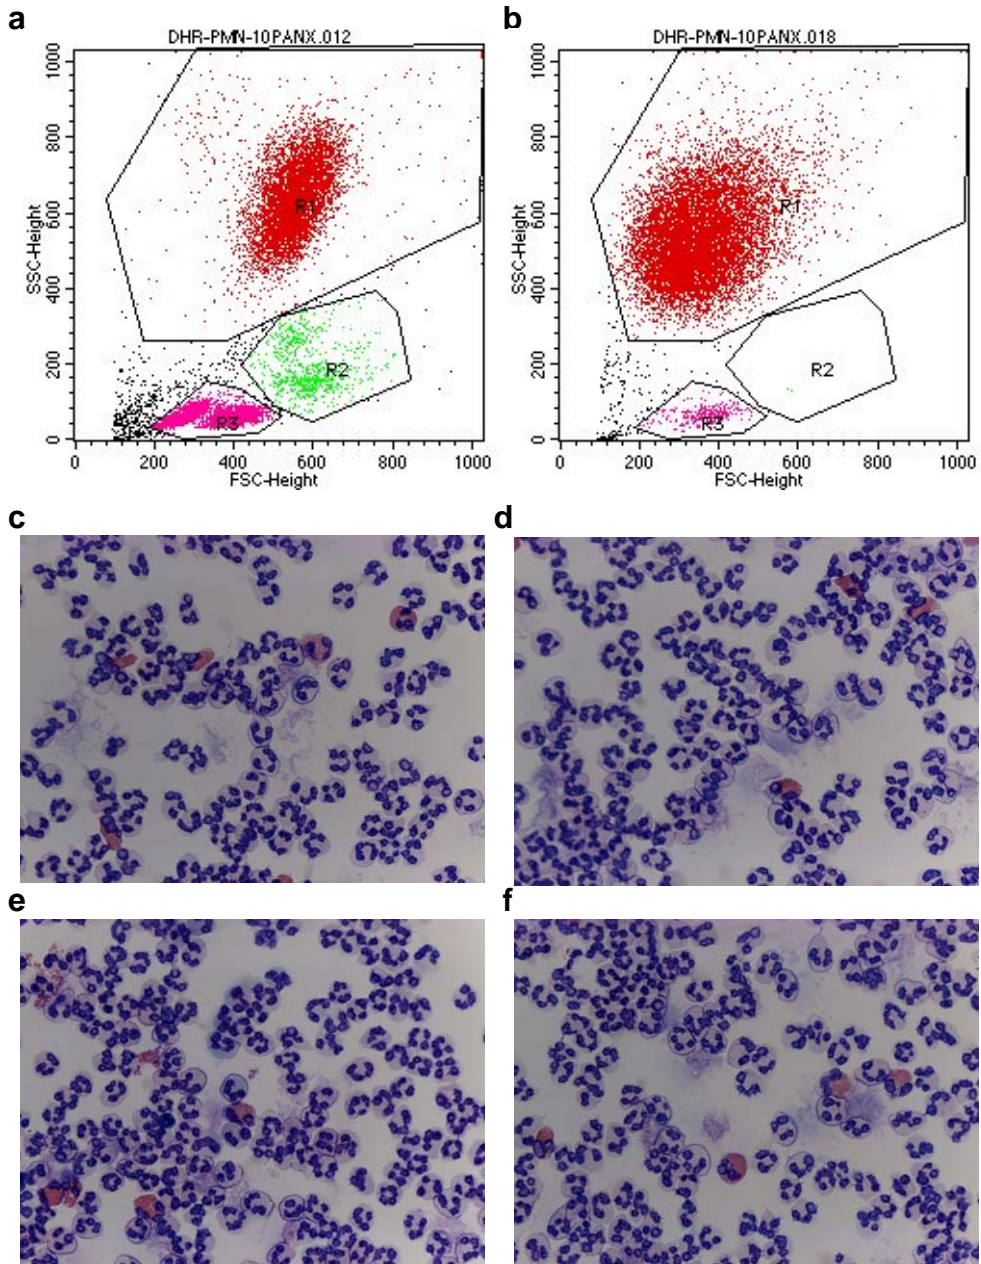 a
b
DHR-PMN-10PANX.012
DHR-PMN-10PANX.018
SSC-Height
1000
800
600
400
200
0
R1
R2
R3
0 200 400 600 800 1000
FSC-Height
SSC-Height
1000
800
600
400
200
0
R1
R2
R3
0 200 400 600 800 1000
FSC-Height
c
d
e
f